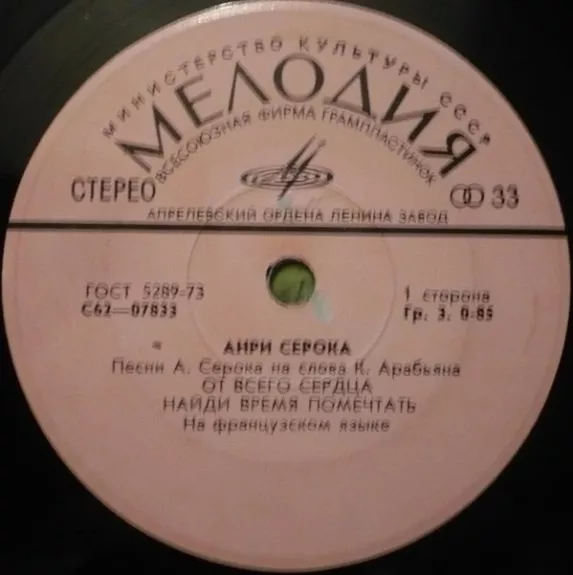 МИНИСТЕРСТВО КУЛЬТУРЫ СССР
МЕЛОДИЯ
ВСЕСОЮЗНАЯ ФИРМА ГРАМПЛАСТИНОК
СТЕРЕО 33
АПРЕЛЕВСКИЙ ОРДЕНА ЛЕНИНА ЗАВОД
ГОСТ 5289-73 1 сторона
С62—07833 Гр. 3. 0-85
АНРИ СЕРОКА
Песни А. Серока на слова К. Арабьяна
ОТ ВСЕГО СЕРДЦА
НАЙДИ ВРЕМЯ ПОМЕЧТАТЬ
На французском языке